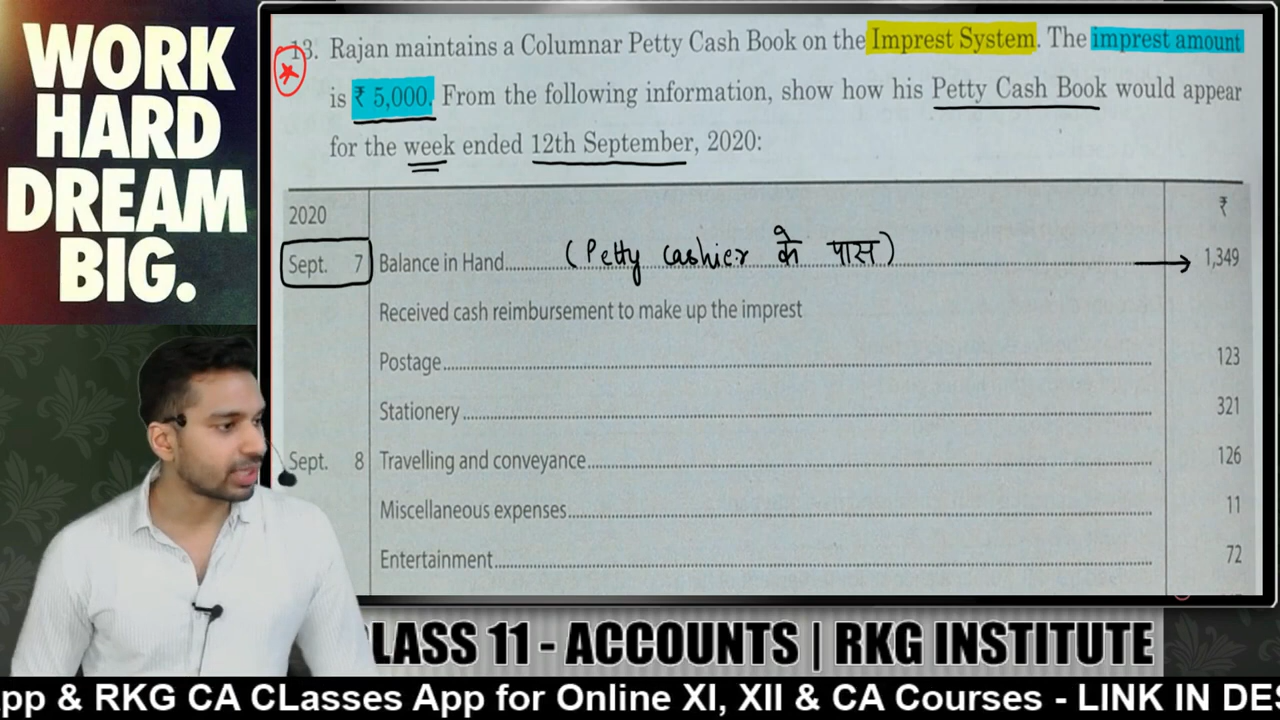 WORK
HARD
DREAM
BIG.
13. Rajan maintains a Columnar Petty Cash Book on the Imprest System. The imprest amount
is ₹ 5,000. From the following information, show how his Petty Cash Book would appear
for the week ended 12th September, 2020:
2020 ₹
Sept. 7 Balance in Hand (Petty cashier के पास) → 1,349
Received cash reimbursement to make up the imprest
Postage 123
Stationery 321
Sept. 8 Travelling and conveyance 126
Miscellaneous expenses 11
Entertainment 72
CLASS 11 - ACCOUNTS | RKG INSTITUTE
pp & RKG CA CLasses App for Online XI, XII & CA Courses - LINK IN DES